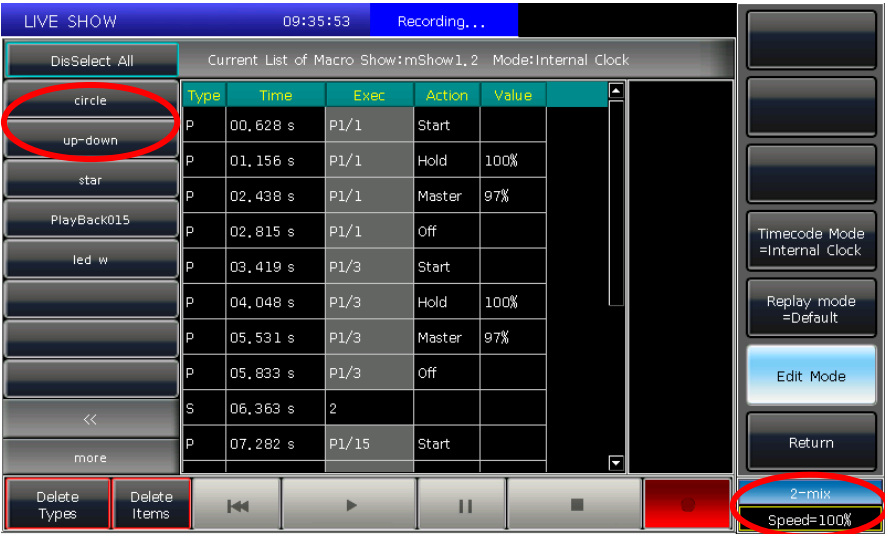 LIVE SHOW 09:35:53 Recording...
DisSelect All
Current List of Macro Show:mShow1.2 Mode:Internal Clock
circle
up-down
star
PlayBack015
led w
<<
more
Type Time Exec Action Value
P 00.628 s P1/1 Start
P 01.156 s P1/1 Hold 100%
P 02.438 s P1/1 Master 97%
P 02.815 s P1/1 Off
P 03.419 s P1/3 Start
P 04.048 s P1/3 Hold 100%
P 05.531 s P1/3 Master 97%
P 05.833 s P1/3 Off
S 06.363 s 2
P 07.282 s P1/15 Start
Timecode Mode
=Internal Clock
Replay mode
=Default
Edit Mode
Return
Delete
Types
Delete
Items
2-mix
Speed=100%